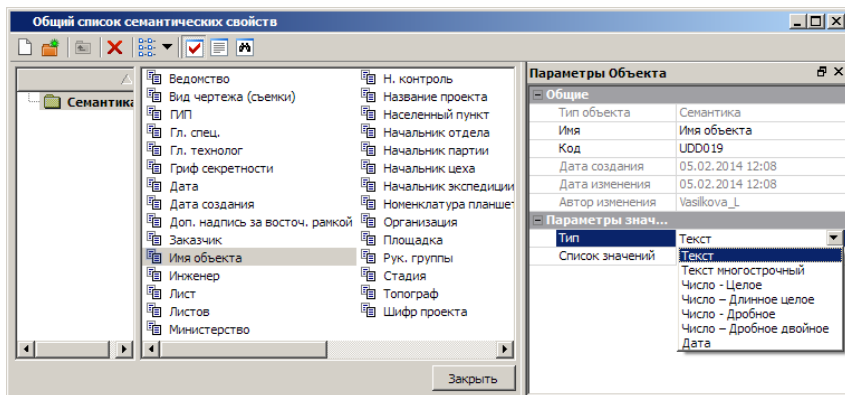 Общий список семантических свойств
Семантика
Ведомство
Вид чертежа (съемки)
ГИП
Гл. спец.
Гл. технолог
Гриф секретности
Дата
Дата создания
Доп. надпись за восточ. рамкой
Заказчик
Имя объекта
Инженер
Лист
Листов
Министерство
Н. контроль
Название проекта
Населенный пункт
Начальник отдела
Начальник партии
Начальник цеха
Начальник экспедиции
Номенклатура планшет
Организация
Площадка
Рук. группы
Стадия
Топограф
Шифр проекта
Закрыть
Параметры Объекта
Общие
Тип объекта Семантика
Имя Имя объекта
Код UDD019
Дата создания 05.02.2014 12:08
Дата изменения 05.02.2014 12:08
Автор изменения Vasilkova_L
Параметры знач...
Тип Текст
Список значений Текст
Текст многострочный
Число - Целое
Число – Длинное целое
Число - Дробное
Число – Дробное двойное
Дата